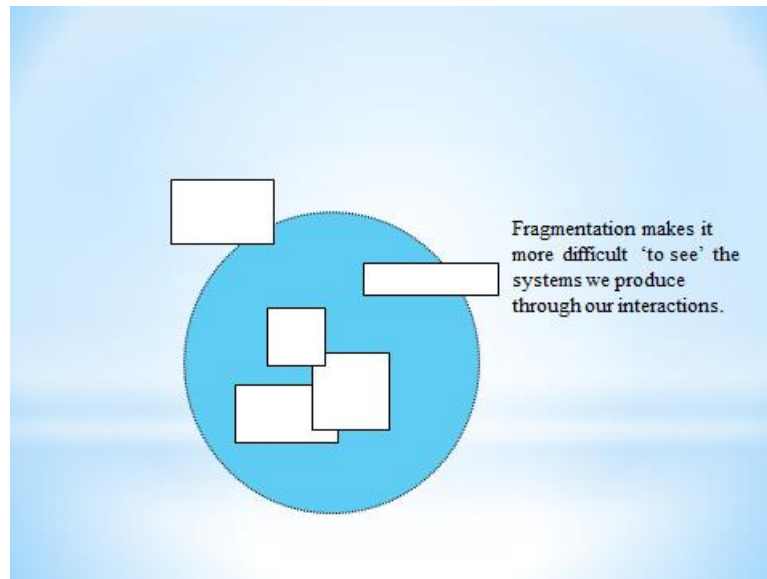 Fragmentation makes it
more difficult ‘to see’ the
systems we produce
through our interactions.